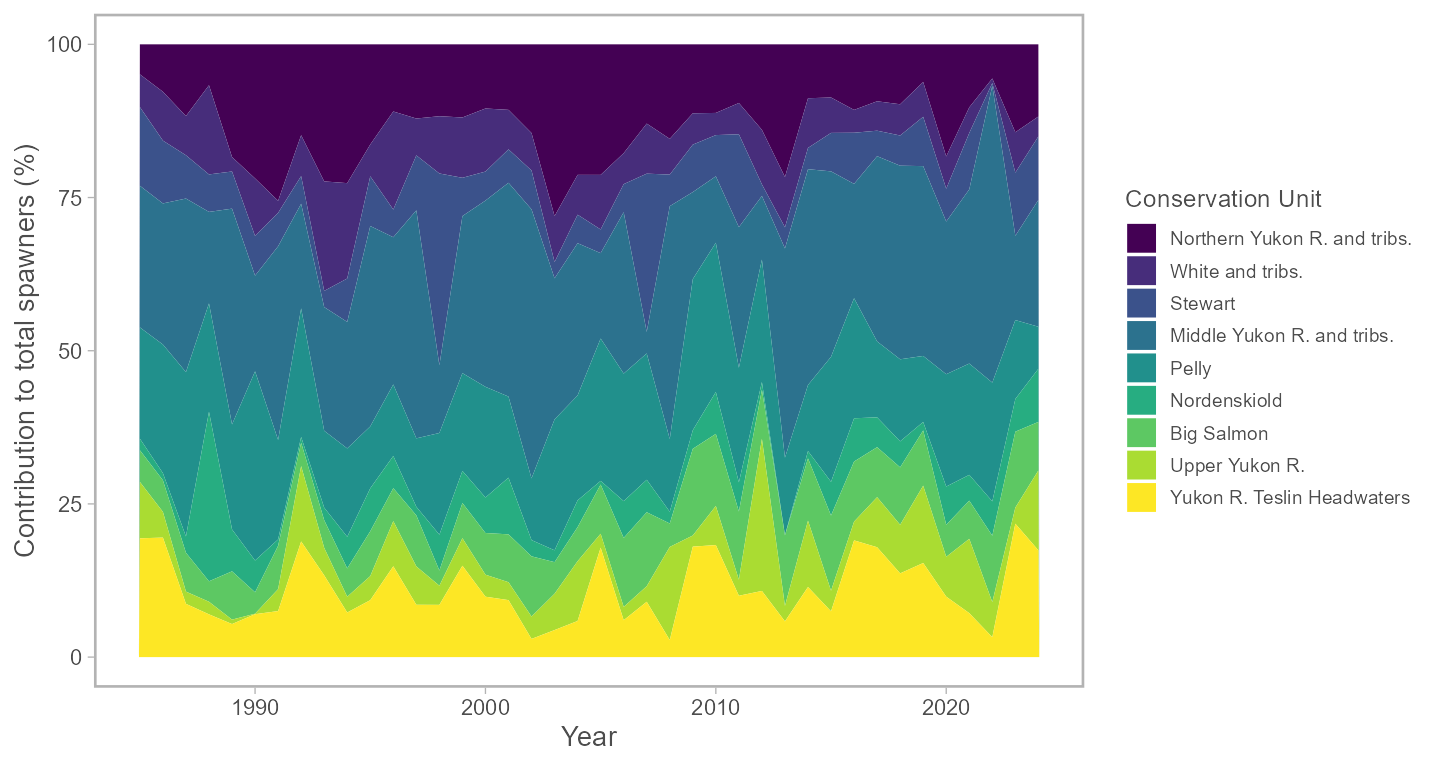 Contribution to total spawners (%)
100
75
50
25
0
1990
2000
2010
2020
Year
Conservation Unit
Northern Yukon R. and tribs.
White and tribs.
Stewart
Middle Yukon R. and tribs.
Pelly
Nordenskiold
Big Salmon
Upper Yukon R.
Yukon R. Teslin Headwaters